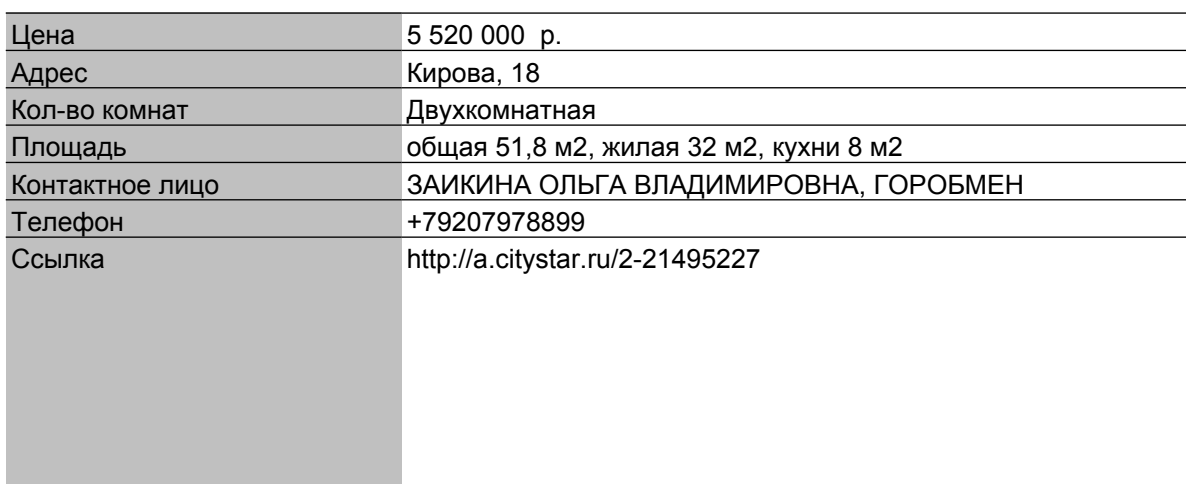 Цена 5 520 000 р.
Адрес Кирова, 18
Кол-во комнат Двухкомнатная
Площадь общая 51,8 м2, жилая 32 м2, кухни 8 м2
Контактное лицо ЗАИКИНА ОЛЬГА ВЛАДИМИРОВНА, ГОРОБМЕН
Телефон +79207978899
Ссылка http://a.citystar.ru/2-21495227